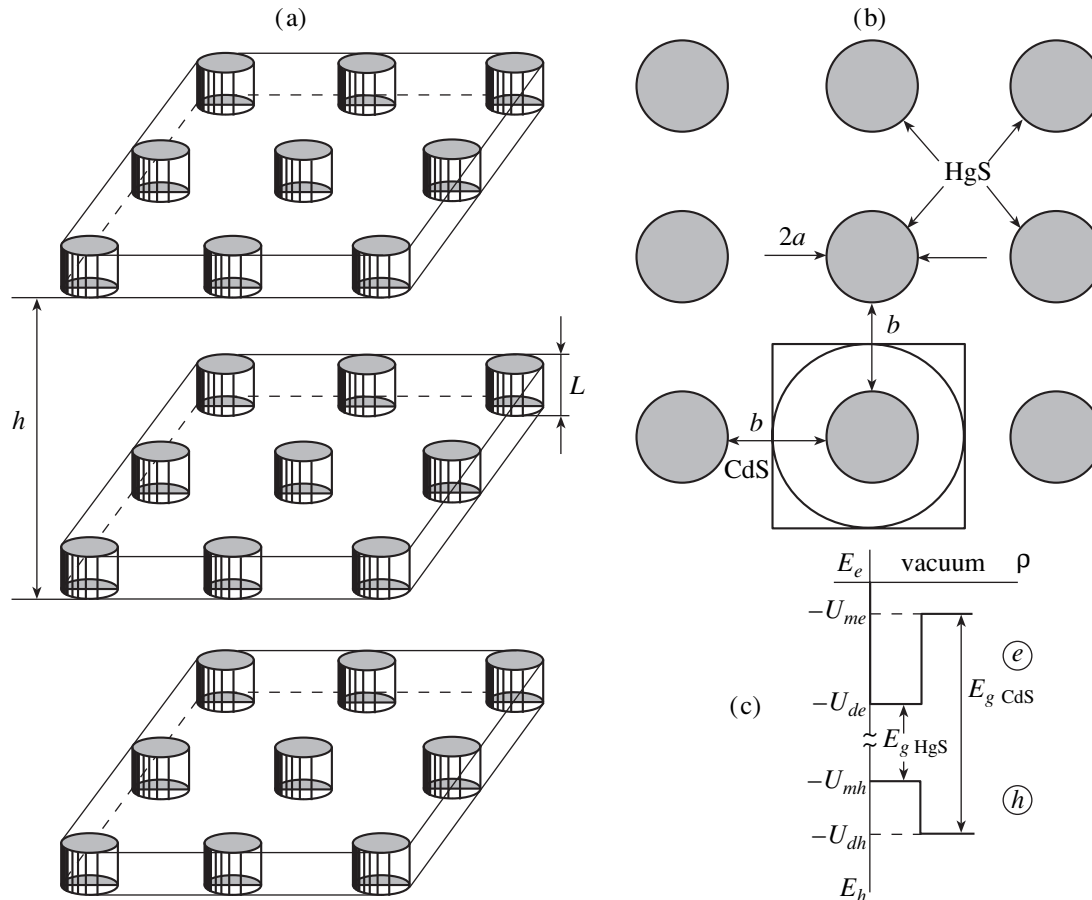 (a)
(b)
HgS
2a
b
L
h
b
CdS
E_e vacuum ρ
−U_me
e
E_g CdS
(c)
−U_de
E_g HgS
−U_mh
h
−U_dh
E_h